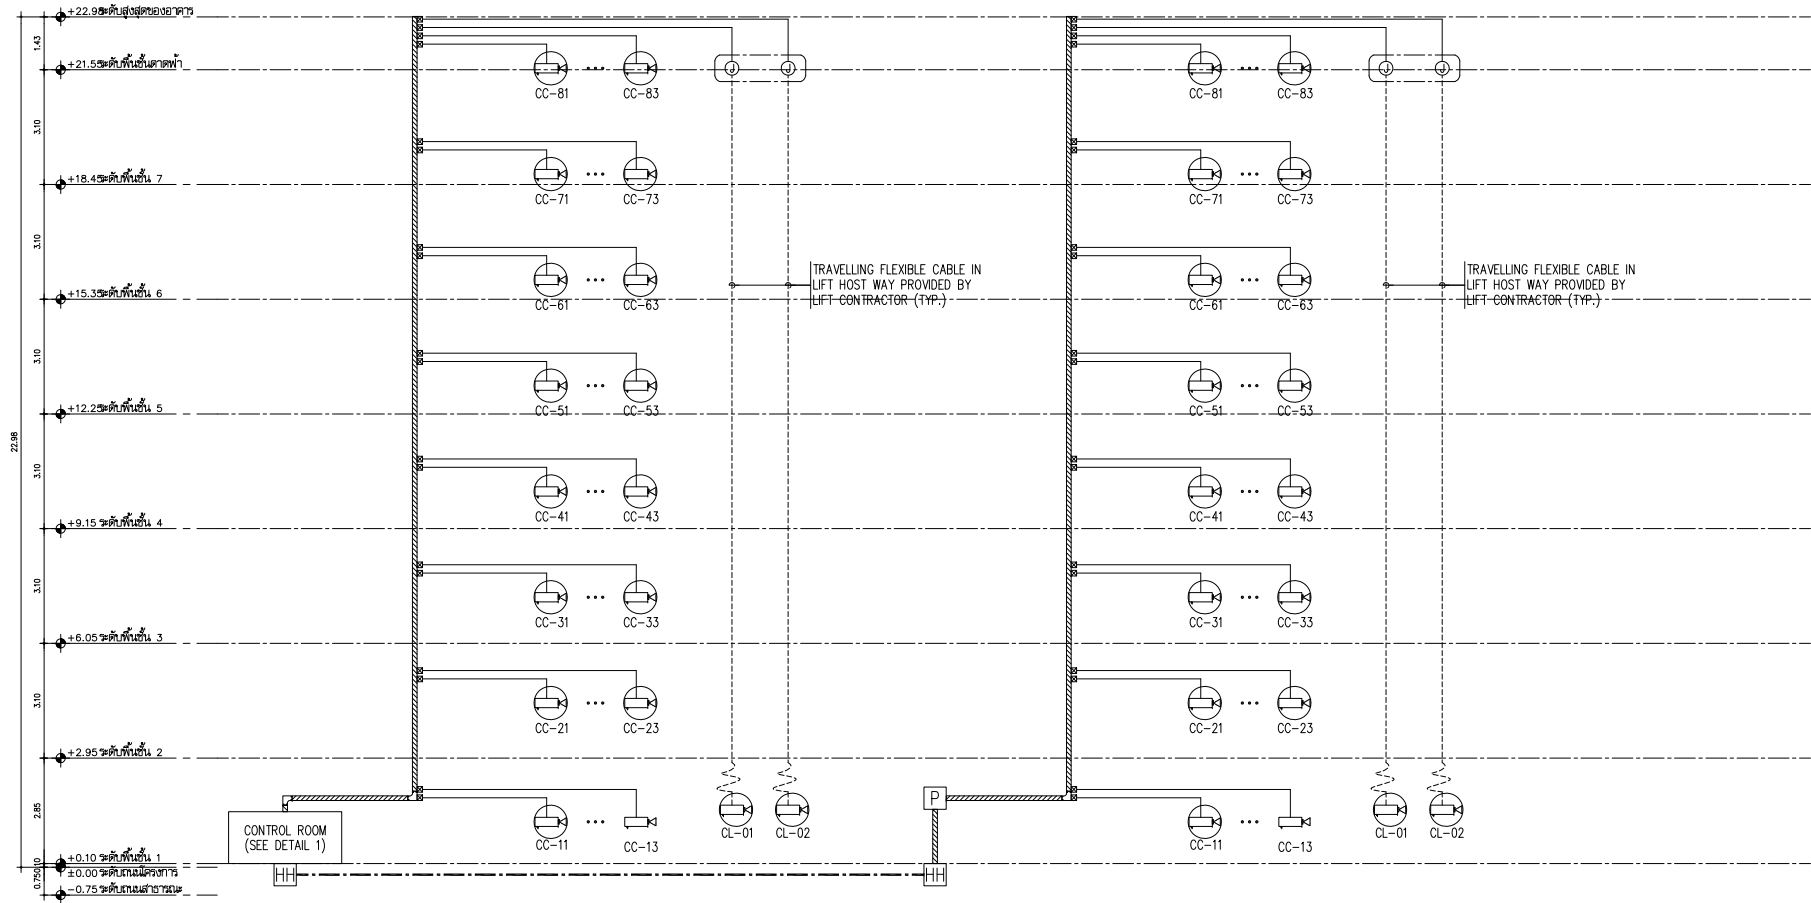 +22.98 ระดับสูงสุดของอาคาร
1.43
+21.55 ระดับพื้นชั้นดาดฟ้า
J J J J
CC-81 ... CC-83 CC-81 ... CC-83
3.10
+18.45 ระดับพื้นชั้น 7
CC-71 ... CC-73 CC-71 ... CC-73
3.10
TRAVELLING FLEXIBLE CABLE IN
LIFT HOST WAY PROVIDED BY
LIFT CONTRACTOR (TYP.)
TRAVELLING FLEXIBLE CABLE IN
LIFT HOST WAY PROVIDED BY
LIFT CONTRACTOR (TYP.)
+15.35 ระดับพื้นชั้น 6
CC-61 ... CC-63 CC-61 ... CC-63
3.10
+12.25 ระดับพื้นชั้น 5
CC-51 ... CC-53 CC-51 ... CC-53
22.98
3.10
+9.15 ระดับพื้นชั้น 4
CC-41 ... CC-43 CC-41 ... CC-43
3.10
+6.05 ระดับพื้นชั้น 3
CC-31 ... CC-33 CC-31 ... CC-33
3.10
CC-21 ... CC-23 CC-21 ... CC-23
+2.95 ระดับพื้นชั้น 2
2.85
P
CONTROL ROOM
(SEE DETAIL 1)
CC-11 ... CC-13 CL-01 CL-02 CC-11 ... CC-13 CL-01 CL-02
+0.10 ระดับพื้นชั้น 1
0.10
±0.00 ระดับถนนโครงการ
HH HH
0.75
-0.75 ระดับถนนสาธารณะ